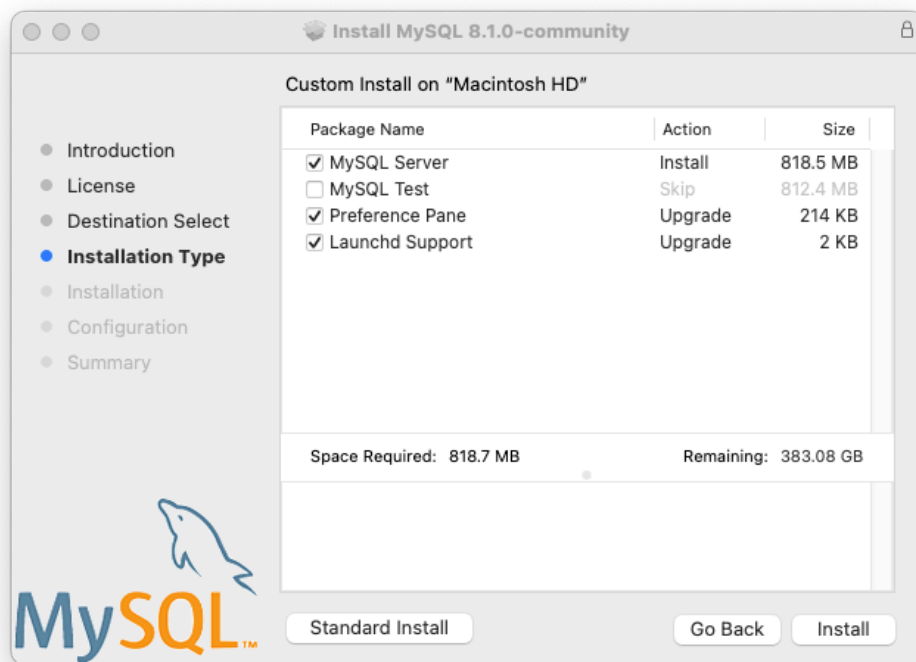 Install MySQL 8.1.0-community
Custom Install on “Macintosh HD”
Introduction
License
Destination Select
Installation Type
Installation
Configuration
Summary
Package Name Action Size
MySQL Server Install 818.5 MB
MySQL Test Skip 812.4 MB
Preference Pane Upgrade 214 KB
Launchd Support Upgrade 2 KB
Space Required: 818.7 MB Remaining: 383.08 GB
MySQL™
Standard Install Go Back Install